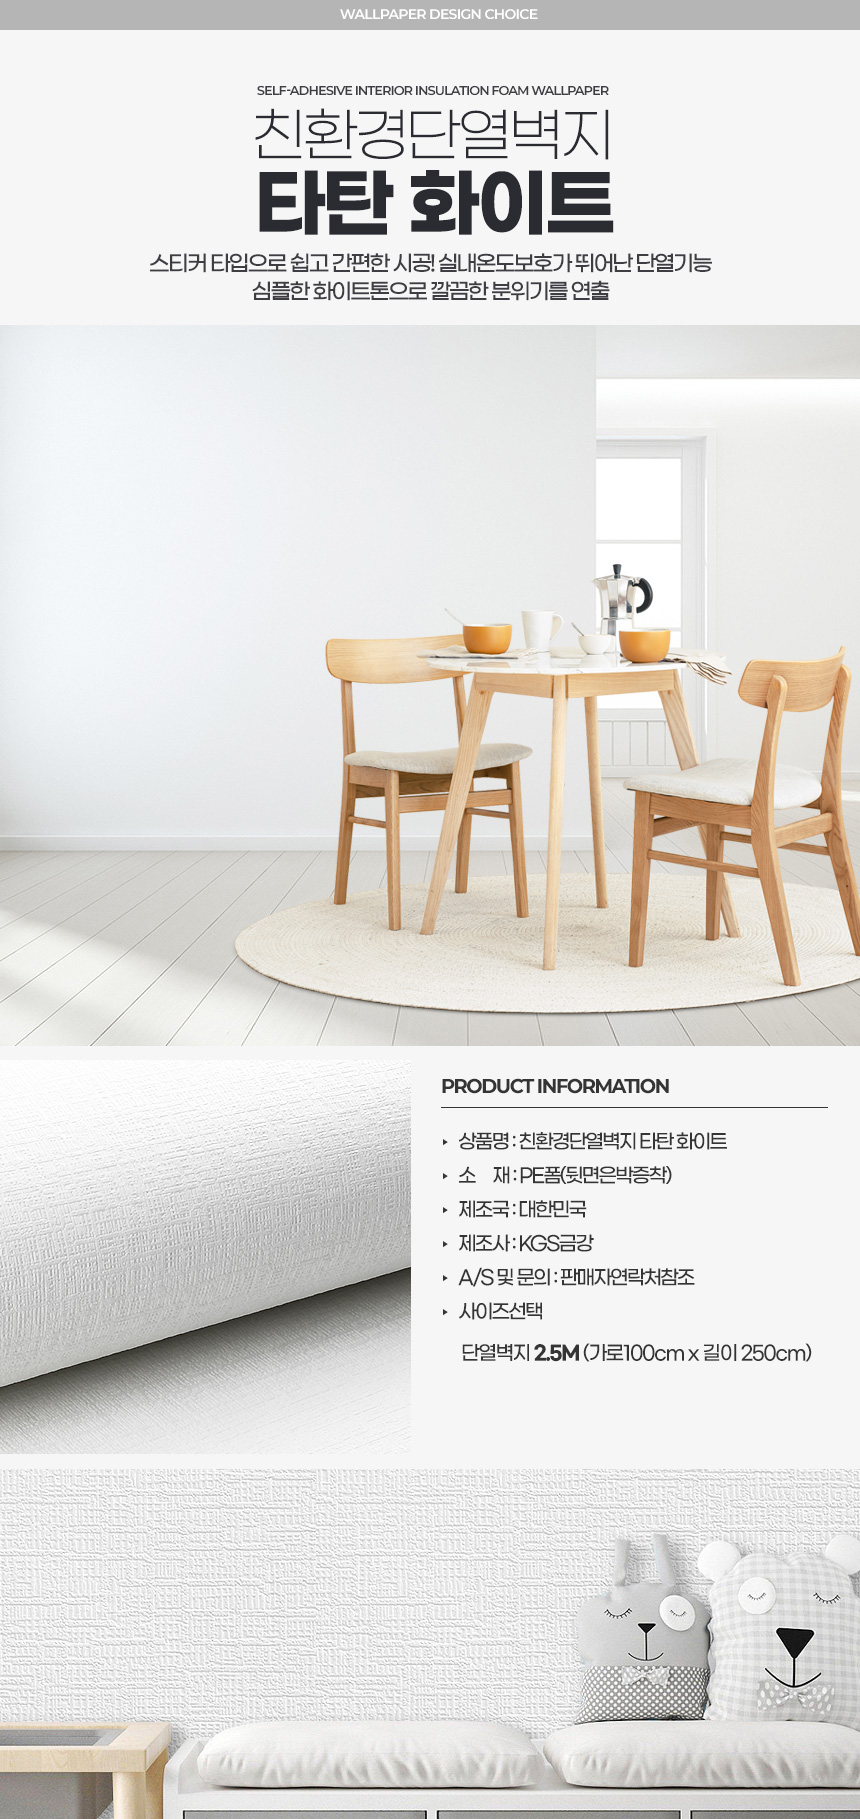 WALLPAPER DESIGN CHOICE
SELF-ADHESIVE INTERIOR INSULATION FOAM WALLPAPER
친환경단열벽지
타탄 화이트
스티커 타입으로 쉽고 간편한 시공! 실내온도보호가 뛰어난 단열기능
심플한 화이트톤으로 깔끔한 분위기를 연출
PRODUCT INFORMATION
상품명 : 친환경단열벽지 타탄 화이트
소 재 : PE폼(뒷면은박증착)
제조국 : 대한민국
제조사 : KGS금강
A/S 및 문의 : 판매자연락처참조
사이즈선택
단열벽지 2.5M (가로100cm x 길이 250cm)